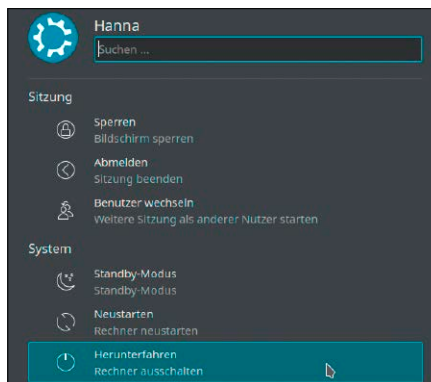 Hanna
Suchen ...
Sitzung
Sperren
Bildschirm sperren
Abmelden
Sitzung beenden
Benutzer wechseln
Weitere Sitzung als anderer Nutzer starten
System
Standby-Modus
Standby-Modus
Neustarten
Rechner neustarten
Herunterfahren
Rechner ausschalten